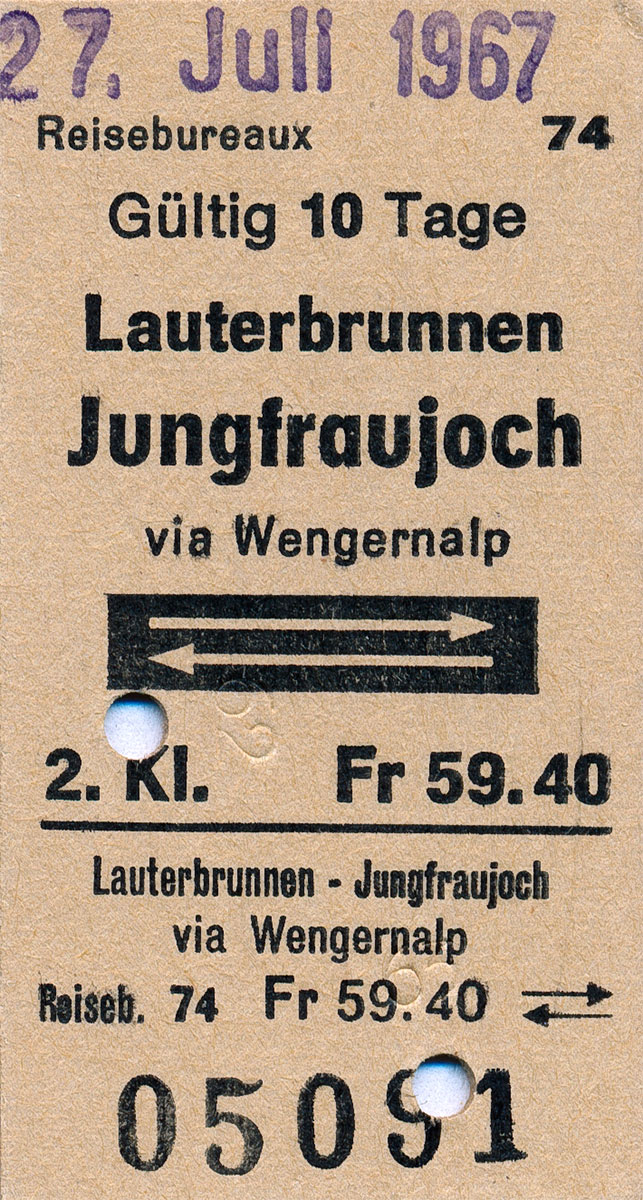 27. Juli 1967
Reisebureaux 74
Gültig 10 Tage
Lauterbrunnen
Jungfraujoch
via Wengernalp
2. Kl. Fr 59.40
Lauterbrunnen - Jungfraujoch
via Wengernalp
Reiseb. 74 Fr 59.40
05091